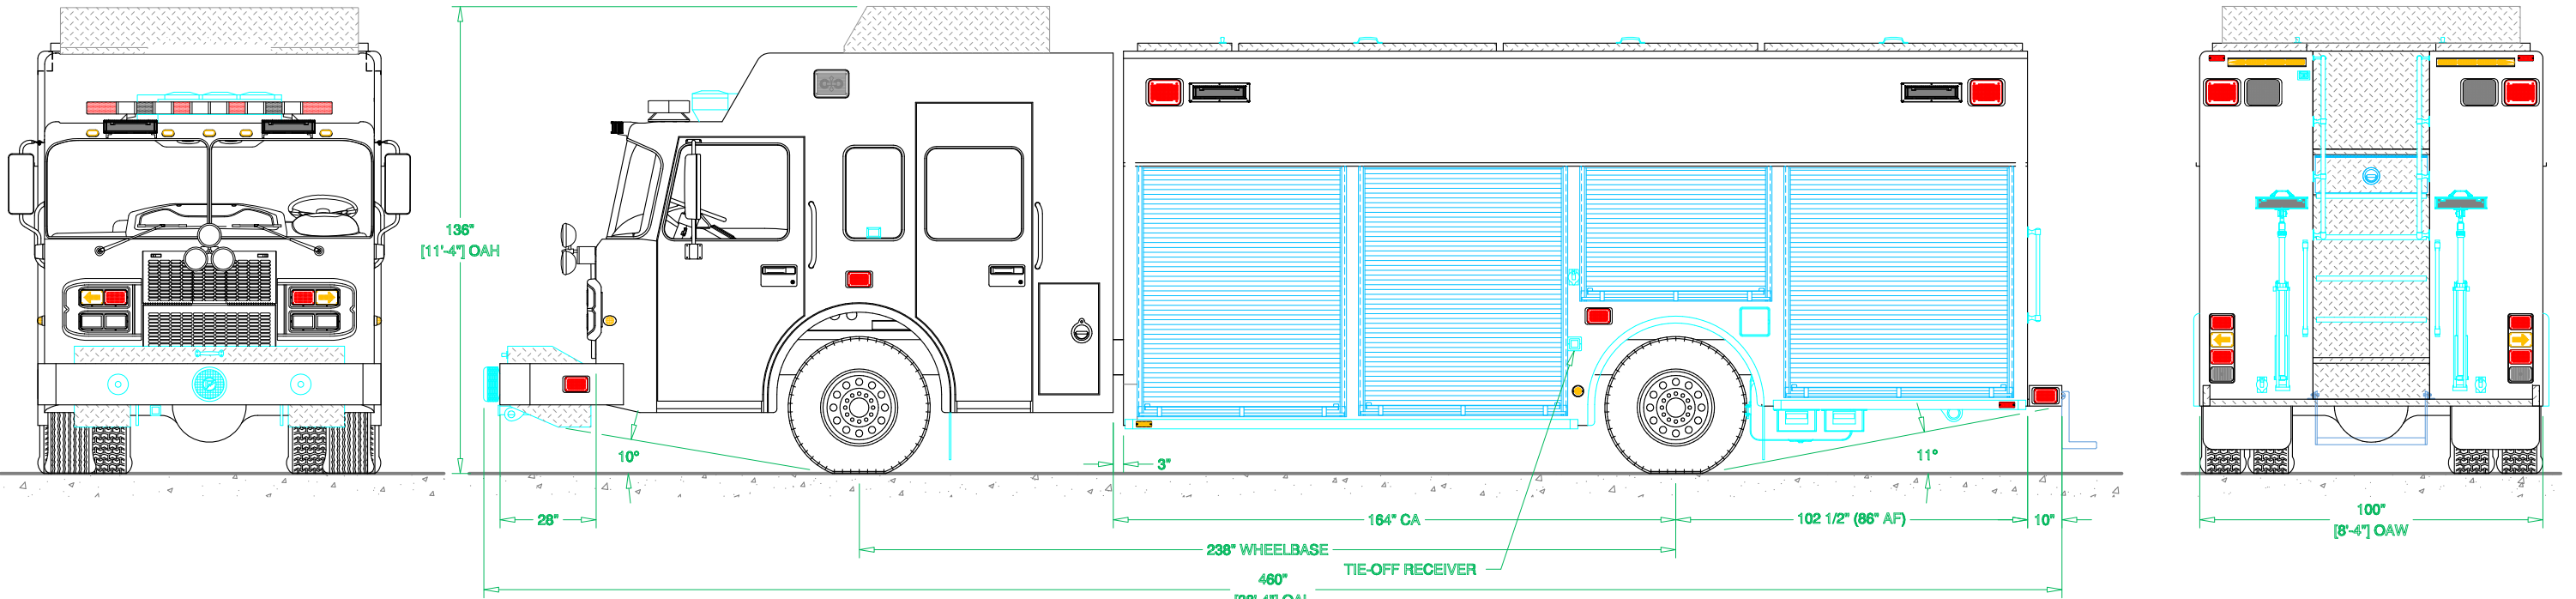 136"
[11'-4"] OAH
10°
3"
11°
28"
164" CA
102 1/2" (86" AF)
10"
100"
[8'-4"] OAW
238" WHEELBASE
TIE-OFF RECEIVER
460"